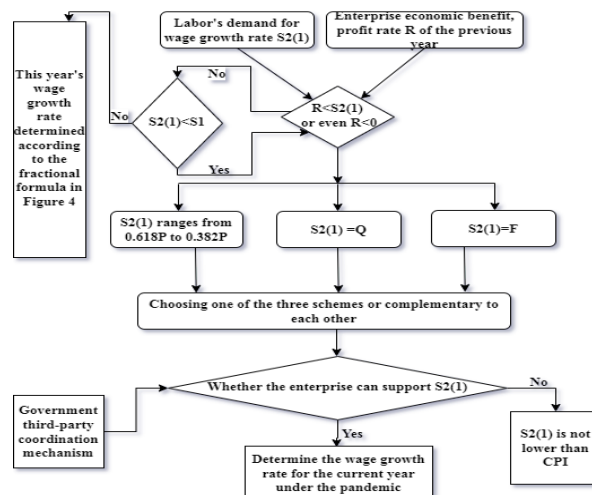 Labor's demand for
wage growth rate S2(1)
Enterprise economic benefit,
profit rate R of the previous
year
This year's
wage
growth
rate
determined
according
to the
fractional
formula in
Figure 4
No
No
S2(1)<S1
Yes
R<S2(1)
or even R<0
S2(1) ranges from
0.618P to 0.382P
S2(1) =Q
S2(1)=F
Choosing one of the three schemes or complementary to
each other
Whether the enterprise can support S2(1)
No
Government
third-party
coordination
mechanism
Yes
S2(1) is not
lower than
CPI
Determine the wage growth
rate for the current year
under the pandemic